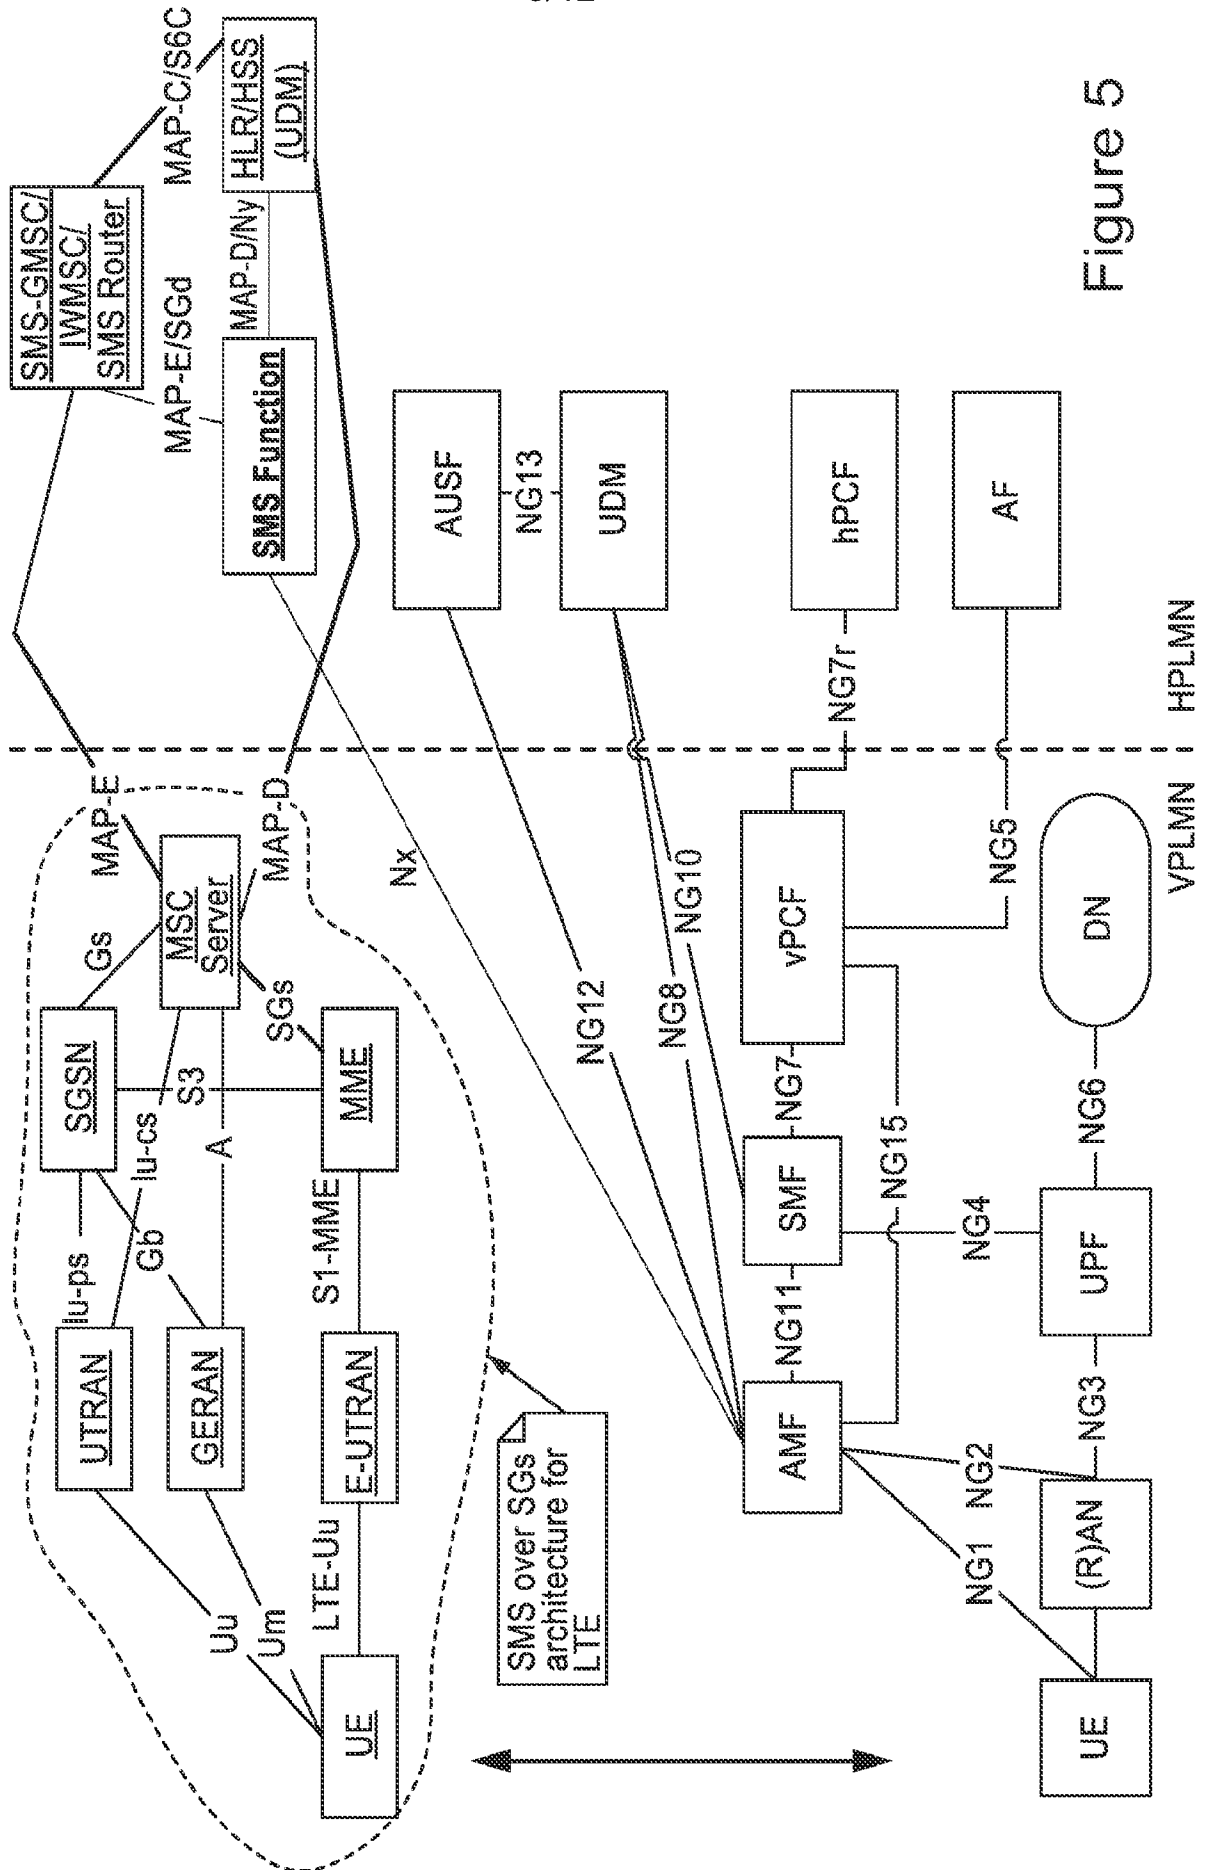 SMS-GMSC/
IWMSC/
SMS Router
MAP-C/S6C
MAP-E/SGd
HLR/HSS
(UDM)
MAP-D/Ny
SMS Function
MAP-E
MAP-D
Gs
MSC
Server
SGSN
SGs
S3
MME
Iu-cs
A
Iu-ps
Gb
S1-MME
UTRAN
GERAN
E-UTRAN
Uu
Um
LTE-Uu
UE
SMS over SGs
architecture for
LTE
Nx
AUSF
NG13
UDM
NG12
NG8
NG10
hPCF
NG7r
AF
vPCF
NG5
NG7
SMF
NG15
NG11
AMF
NG4
DN
NG6
UPF
NG3
NG2
NG1
(R)AN
UE
VPLMN
HPLMN
Figure 5